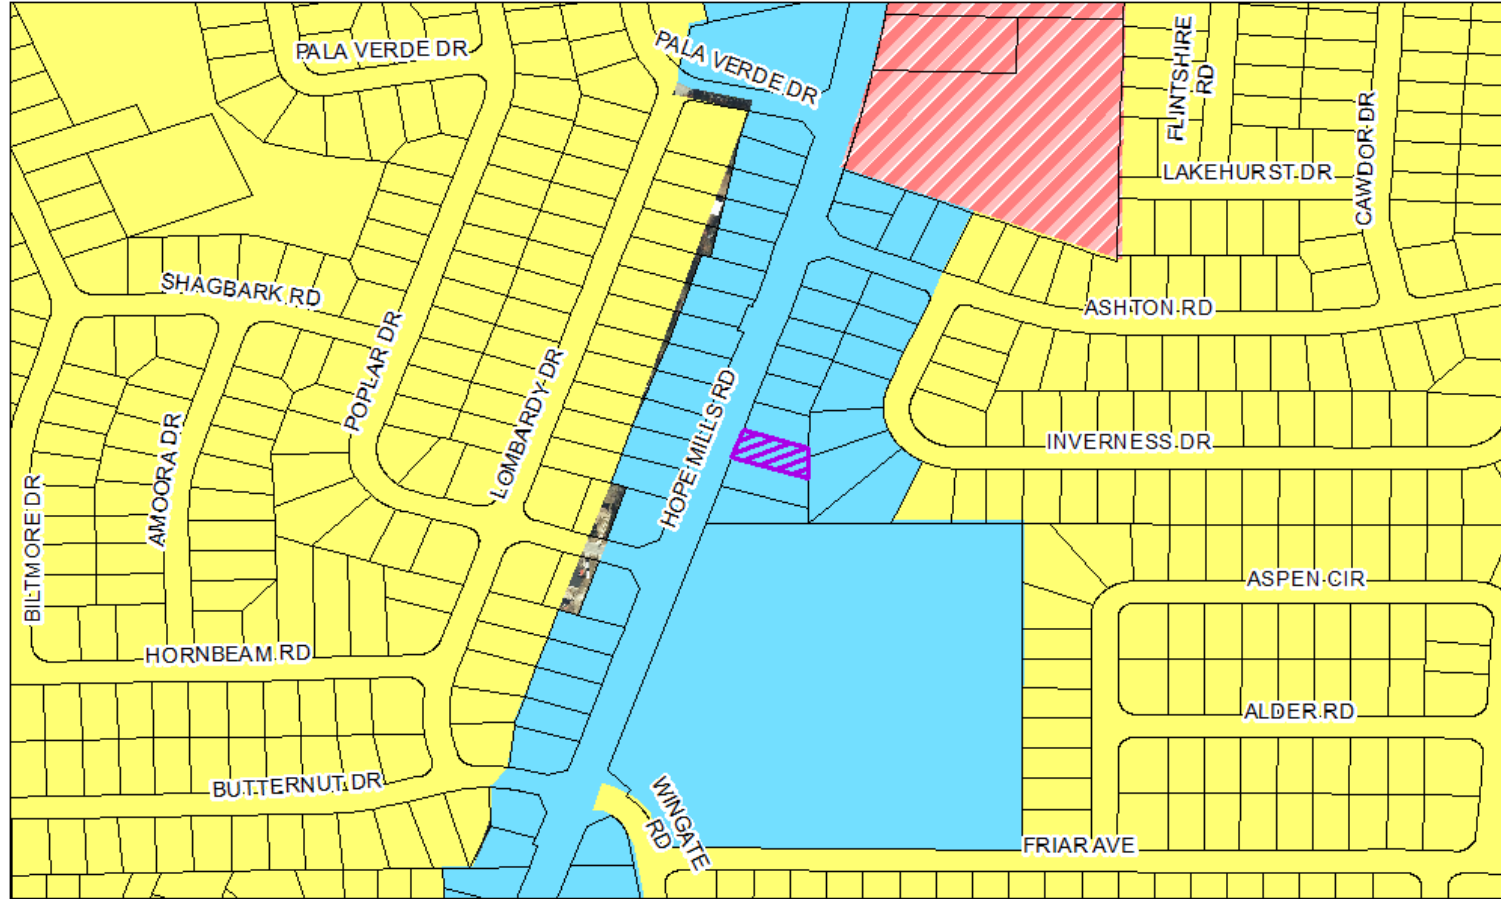 PALA VERDE DR
PALA VERDE DR
FLINTSHIRE
RD
CAWDOR DR
LAKEHURST DR
SHAGBARK RD
ASHTON RD
POPLAR DR
LOMBARDY DR
HOPE MILLS RD
AMOORA DR
INVERNESS DR
BILTMORE DR
ASPEN CIR
HORNBEAM RD
ALDER RD
BUTTERNUT DR
WINGATE
RD
FRIAR AVE